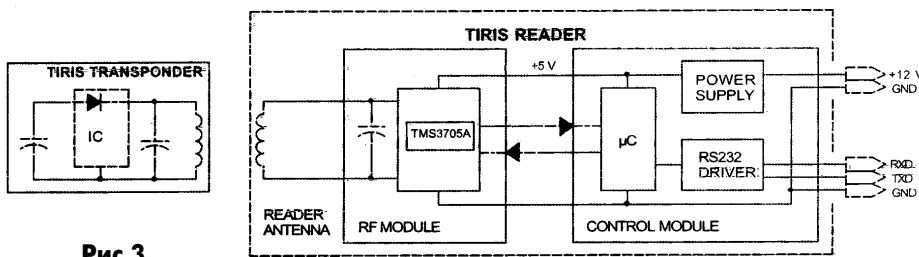 TIRIS TRANSPONDER
IC
Рис.3
TIRIS READER
READER
ANTENNA
RF MODULE
TMS3705A
+5 V
µC
POWER
SUPPLY
RS232
DRIVER
CONTROL MODULE
+12 V
GND
RXD
TXD
GND